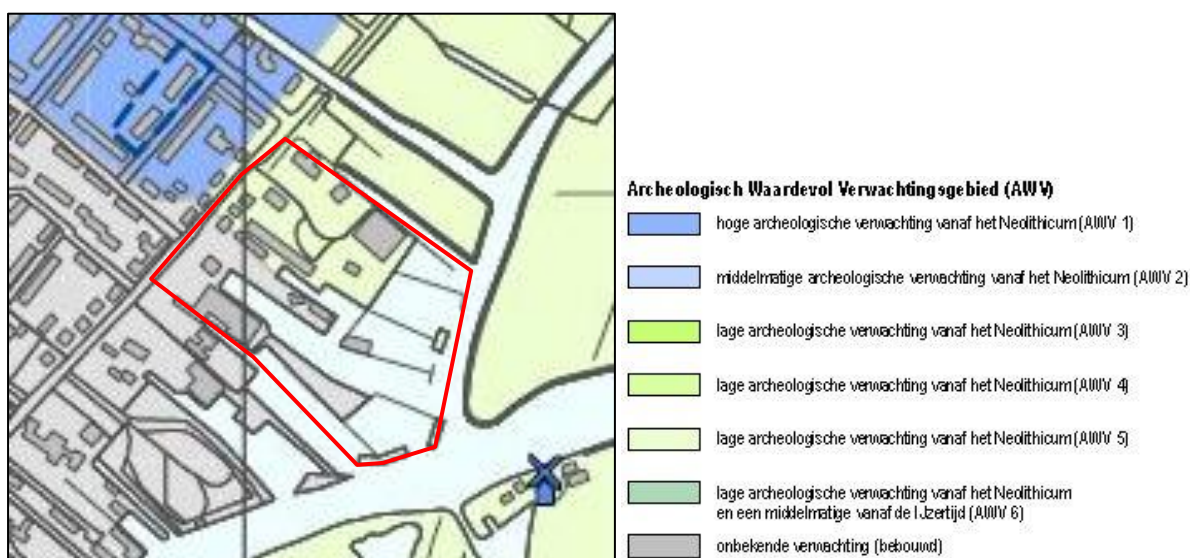 Archeologisch Waardevol Verwachtingsgebied (AWV)
hoge archeologische verwachting vanaf het Neolithicum (AWV 1)
middelmatige archeologische verwachting vanaf het Neolithicum (AWV 2)
lage archeologische verwachting vanaf het Neolithicum (AWV 3)
lage archeologische verwachting vanaf het Neolithicum (AWV 4)
lage archeologische verwachting vanaf het Neolithicum (AWV 5)
lage archeologische verwachting vanaf het Neolithicum
en een middelmatige vanaf de IJzertijd (AWV 6)
onbekende verwachting (bebouwd)